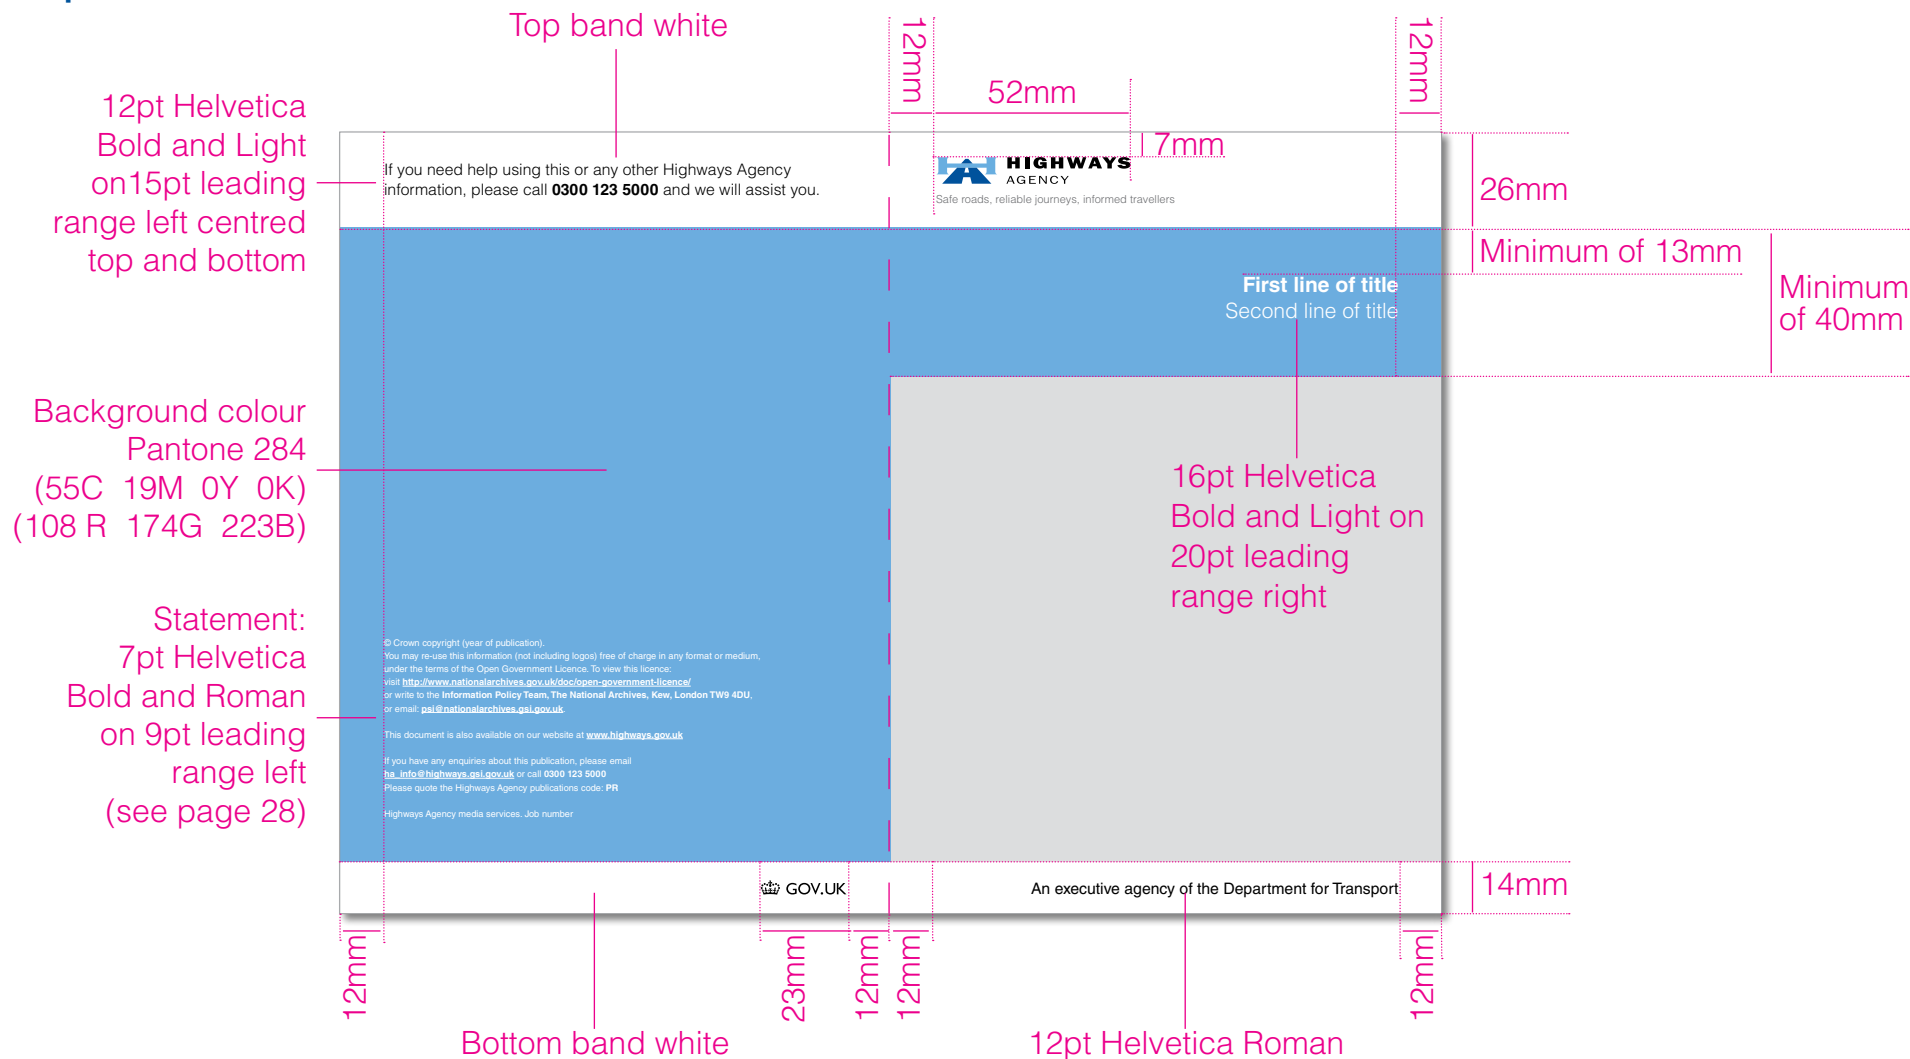 Top band white
12mm
52mm
12mm
7mm
12pt Helvetica
Bold and Light
on15pt leading
range left centred
top and bottom
If you need help using this or any other Highways Agency
information, please call 0300 123 5000 and we will assist you.
HIGHWAYS
AGENCY
Safe roads, reliable journeys, informed travellers
26mm
Minimum of 13mm
Minimum
of 40mm
First line of title
Second line of title
Background colour
Pantone 284
(55C 19M 0Y 0K)
(108 R 174G 223B)
16pt Helvetica
Bold and Light on
20pt leading
range right
Statement:
7pt Helvetica
Bold and Roman
on 9pt leading
range left
(see page 28)
© Crown copyright (year of publication).
You may re-use this information (not including logos) free of charge in any format or medium,
under the terms of the Open Government Licence. To view this licence:
visit http://www.nationalarchives.gov.uk/doc/open-government-licence/
or write to the Information Policy Team, The National Archives, Kew, London TW9 4DU,
or email: psi@nationalarchives.gsi.gov.uk.
This document is also available on our website at www.highways.gov.uk
If you have any enquiries about this publication, please email
ha_info@highways.gsi.gov.uk or call 0300 123 5000
Please quote the Highways Agency publications code: PR
Highways Agency media services. Job number
GOV.UK
An executive agency of the Department for Transport
14mm
12mm
23mm
12mm
12mm
12mm
Bottom band white
12pt Helvetica Roman